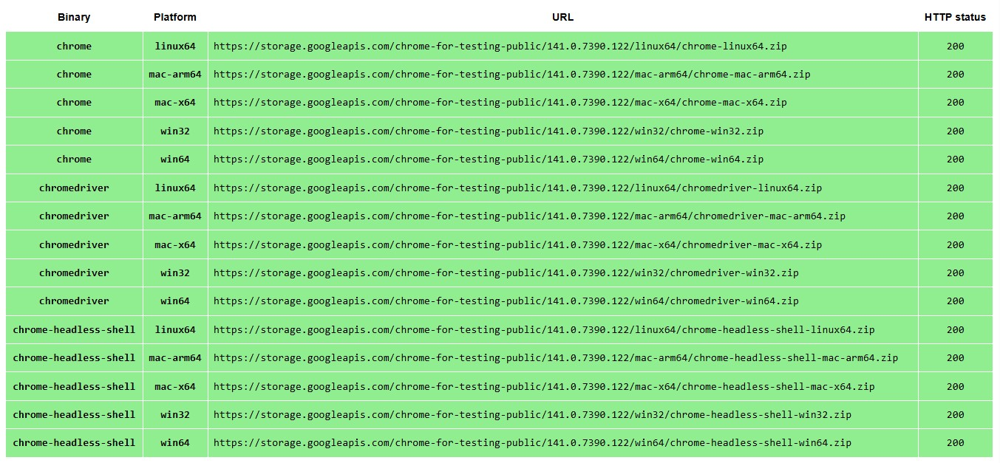 Binary Platform URL HTTP status
chrome linux64 https://storage.googleapis.com/chrome-for-testing-public/141.0.7390.122/linux64/chrome-linux64.zip 200
chrome mac-arm64 https://storage.googleapis.com/chrome-for-testing-public/141.0.7390.122/mac-arm64/chrome-mac-arm64.zip 200
chrome mac-x64 https://storage.googleapis.com/chrome-for-testing-public/141.0.7390.122/mac-x64/chrome-mac-x64.zip 200
chrome win32 https://storage.googleapis.com/chrome-for-testing-public/141.0.7390.122/win32/chrome-win32.zip 200
chrome win64 https://storage.googleapis.com/chrome-for-testing-public/141.0.7390.122/win64/chrome-win64.zip 200
chromedriver linux64 https://storage.googleapis.com/chrome-for-testing-public/141.0.7390.122/linux64/chromedriver-linux64.zip 200
chromedriver mac-arm64 https://storage.googleapis.com/chrome-for-testing-public/141.0.7390.122/mac-arm64/chromedriver-mac-arm64.zip 200
chromedriver mac-x64 https://storage.googleapis.com/chrome-for-testing-public/141.0.7390.122/mac-x64/chromedriver-mac-x64.zip 200
chromedriver win32 https://storage.googleapis.com/chrome-for-testing-public/141.0.7390.122/win32/chromedriver-win32.zip 200
chromedriver win64 https://storage.googleapis.com/chrome-for-testing-public/141.0.7390.122/win64/chromedriver-win64.zip 200
chrome-headless-shell linux64 https://storage.googleapis.com/chrome-for-testing-public/141.0.7390.122/linux64/chrome-headless-shell-linux64.zip 200
chrome-headless-shell mac-arm64 https://storage.googleapis.com/chrome-for-testing-public/141.0.7390.122/mac-arm64/chrome-headless-shell-mac-arm64.zip 200
chrome-headless-shell mac-x64 https://storage.googleapis.com/chrome-for-testing-public/141.0.7390.122/mac-x64/chrome-headless-shell-mac-x64.zip 200
chrome-headless-shell win32 https://storage.googleapis.com/chrome-for-testing-public/141.0.7390.122/win32/chrome-headless-shell-win32.zip 200
chrome-headless-shell win64 https://storage.googleapis.com/chrome-for-testing-public/141.0.7390.122/win64/chrome-headless-shell-win64.zip 200